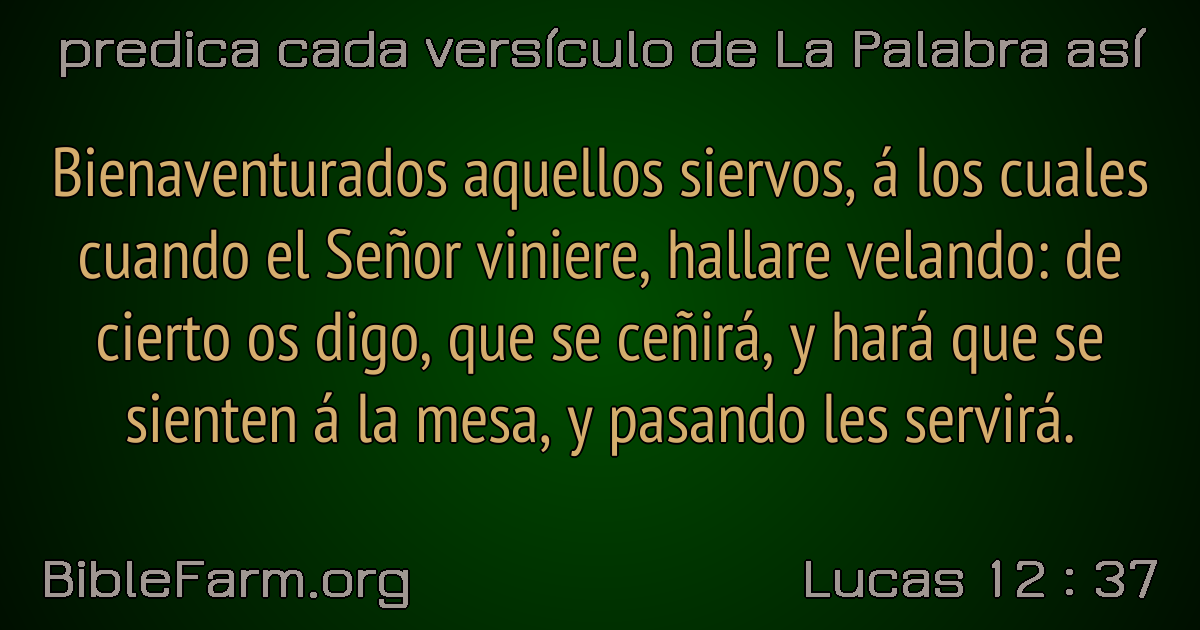 predica cada versículo de La Palabra así
Bienaventurados aquellos siervos, á los cuales
cuando el Señor viniere, hallare velando: de
cierto os digo, que se ceñirá, y hará que se
sienten á la mesa, y pasando les servirá.
BibleFarm.org
Lucas 12 : 37